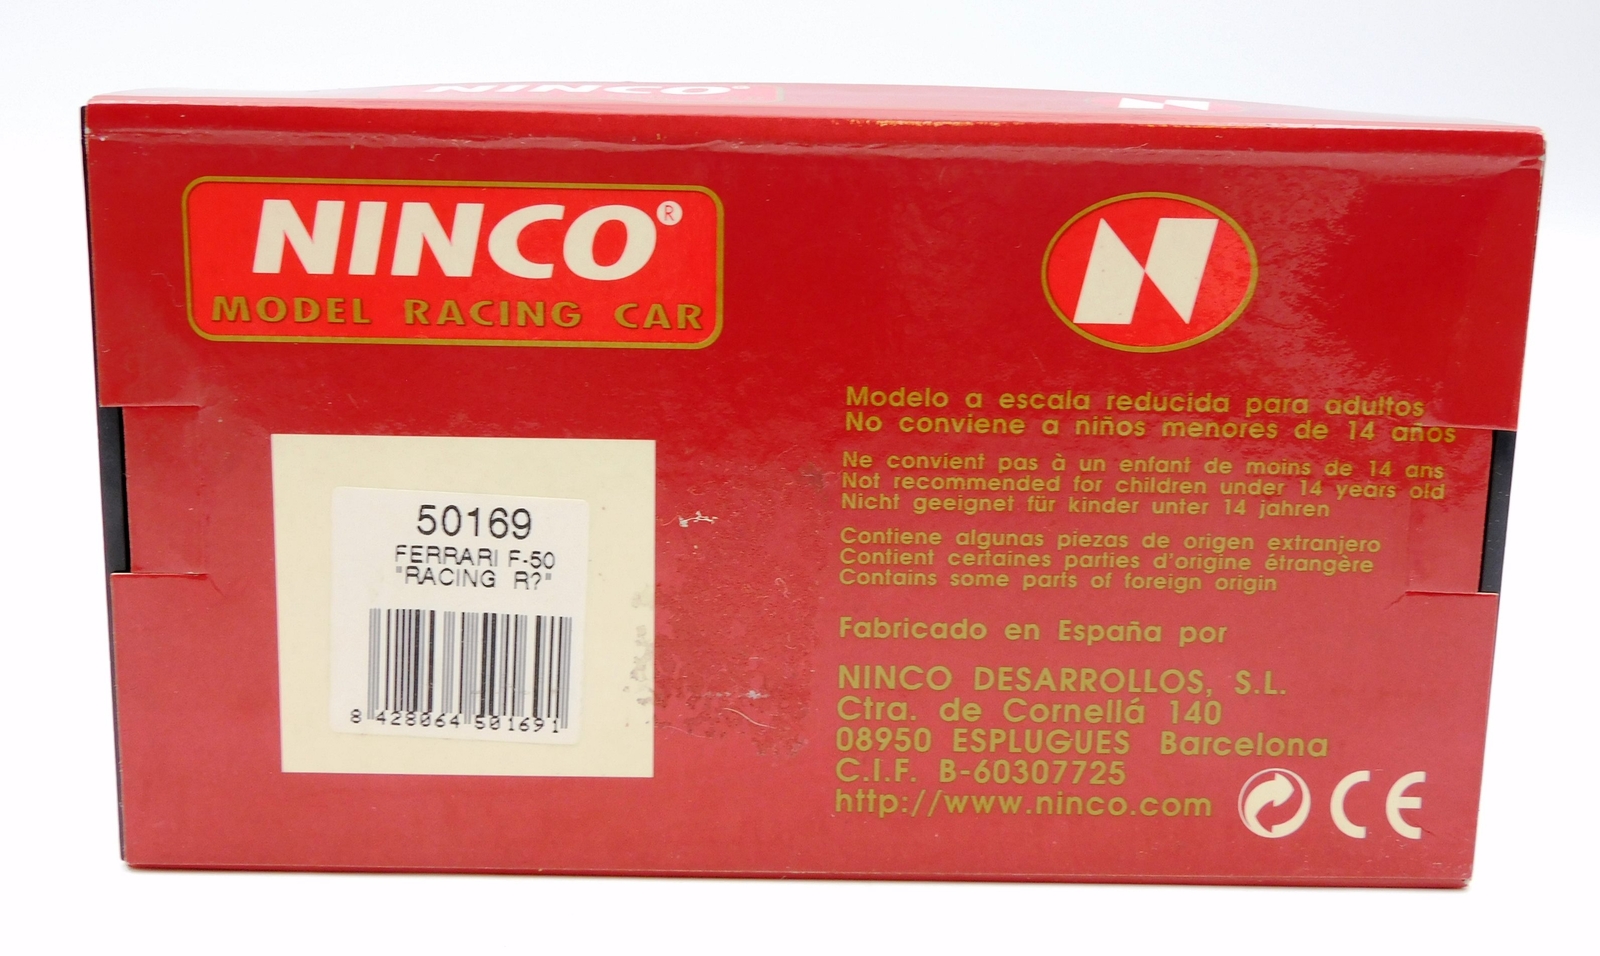 NINCO®
NINCO®
MODEL RACING CAR
50169
FERRARI F-50
"RACING R?"
8 428064 501691
Modelo a escala reducida para adultos
No conviene a niños menores de 14 años
Ne convient pas à un enfant de moins de 14 ans
Not recommended for children under 14 years old
Nicht geeignet für kinder unter 14 jahren
Contiene algunas piezas de origen extranjero
Contient certaines parties d'origine étrangère
Contains some parts of foreign origin
Fabricado en España por
NINCO DESARROLLOS, S.L.
Ctra. de Cornellá 140
08950 ESPLUGUES Barcelona
C.I.F. B-60307725
http://www.ninco.com
CE